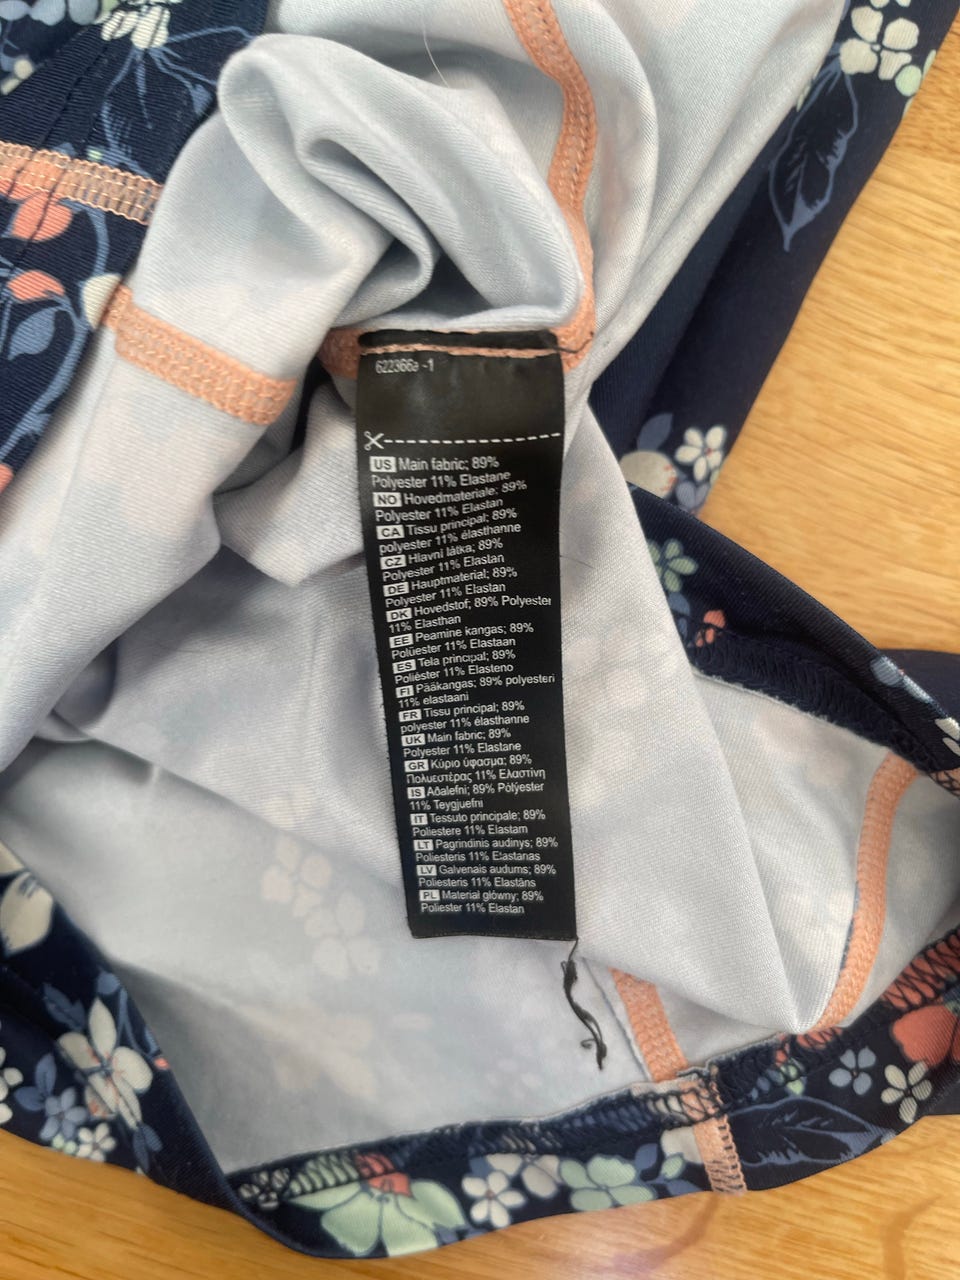 622366a -1
US Main fabric; 89%
Polyester 11% Elastane
NO Hovedmateriale; 89%
Polyester 11% Elastan
CA Tissu principal; 89%
polyester 11% élasthanne
CZ Hlavní látka; 89%
Polyester 11% Elastan
DE Hauptmaterial; 89%
Polyester 11% Elastan
DK Hovedstof; 89% Polyester
11% Elasthan
EE Peamine kangas; 89%
Polüester 11% Elastaan
ES Tela principal; 89%
Poliéster 11% Elasteno
FI Pääkangas; 89% polyesteri
11% elastaani
FR Tissu principal; 89%
polyester 11% élasthanne
UK Main fabric; 89%
Polyester 11% Elastane
GR Κύριο ύφασμα; 89%
Πολυεστέρας 11% Ελαστίνη
IS Aðalefni; 89% Pólýester
11% Teygjuefni
IT Tessuto principale; 89%
Poliestere 11% Elastam
LT Pagrindinis audinys; 89%
Poliesteris 11% Elastanas
LV Galvenais audums; 89%
Poliesteris 11% Elastāns
PL Materiał główny; 89%
Poliester 11% Elastan